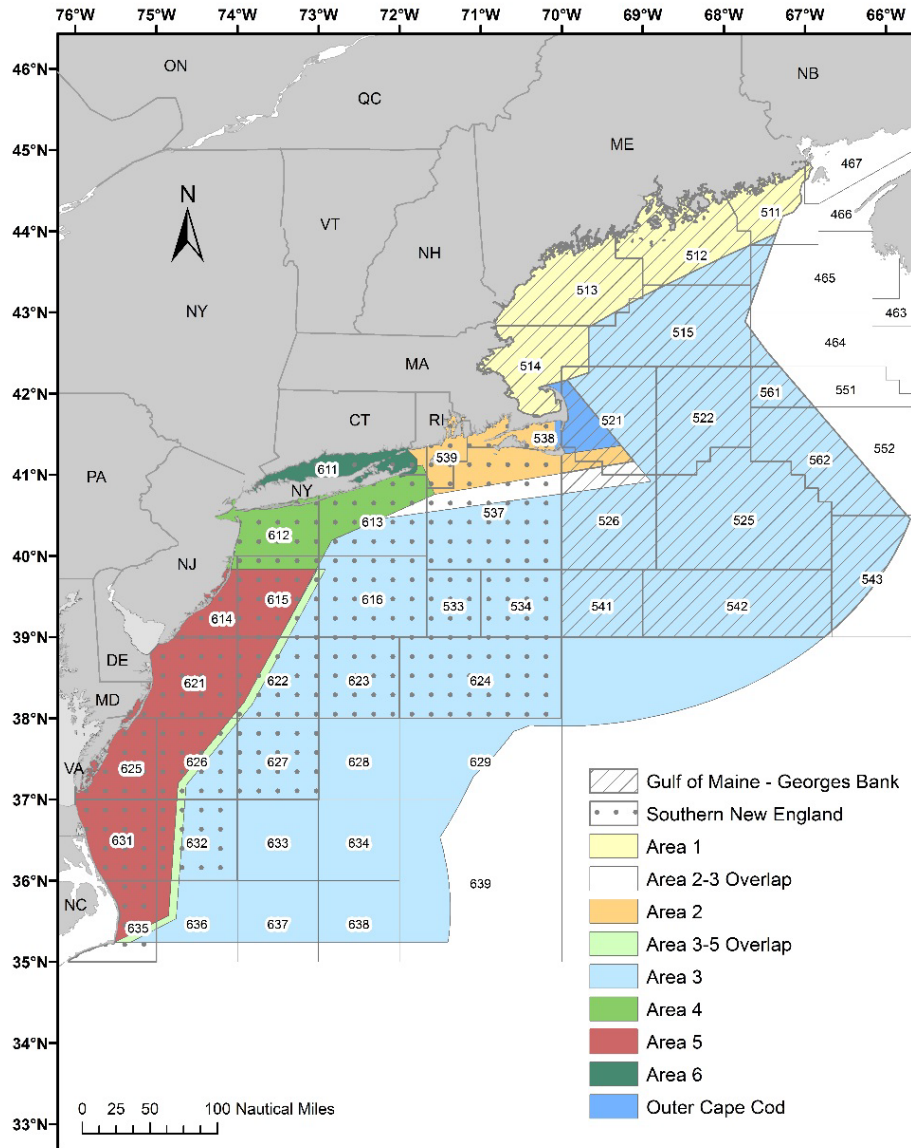 76°W 75°W 74°W 73°W 72°W 71°W 70°W 69°W 68°W 67°W 66°W
46°N
45°N
44°N
43°N
42°N
41°N
40°N
39°N
38°N
37°N
36°N
35°N
34°N
33°N
ON
QC
NB
ME
467
N
VT
NH
511
466
512
465
513
NY
463
515
464
MA
514
561
551
CT
RI
521
522
538
552
539
562
611
PA
NY
613
537
526
525
612
NJ
543
615
616
533
534
541
542
614
DE
621
622
623
624
MD
626
627
628
629
VA
625
631
632
633
634
639
NC
635
636
637
638
Gulf of Maine - Georges Bank
Southern New England
Area 1
Area 2-3 Overlap
Area 2
Area 3-5 Overlap
Area 3
Area 4
Area 5
Area 6
Outer Cape Cod
0 25 50 100 Nautical Miles